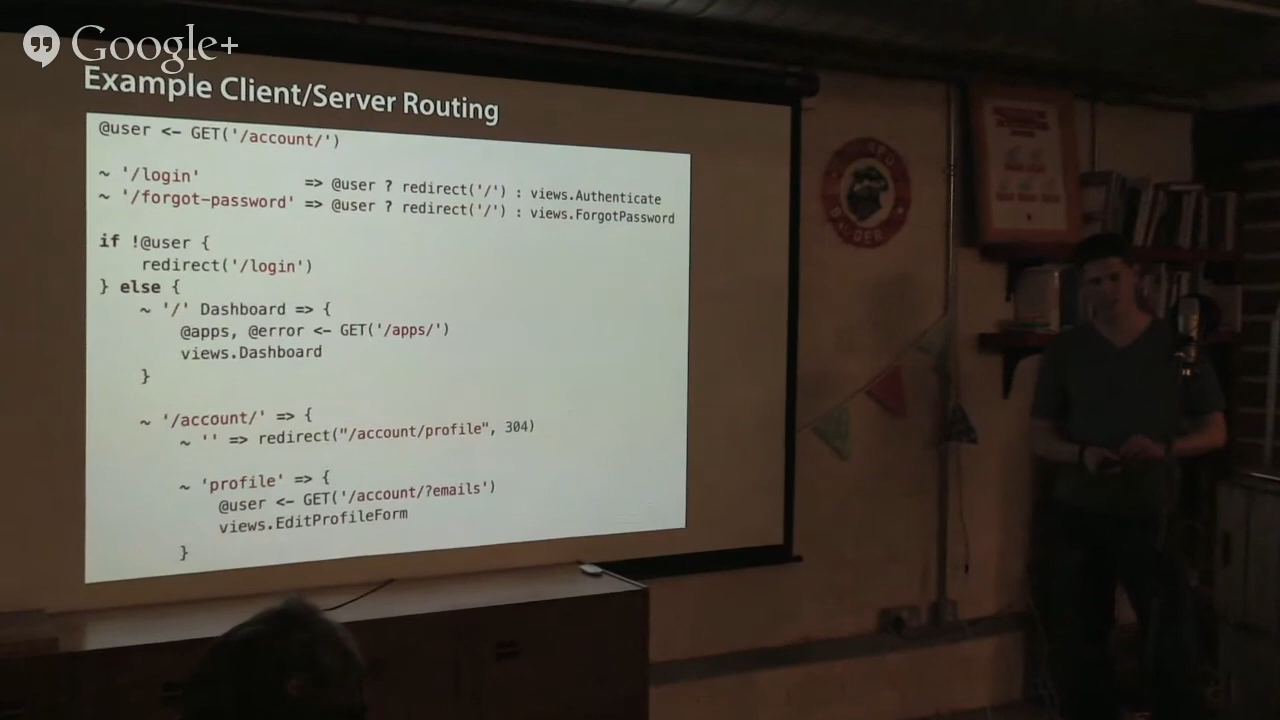 Google+
Example Client/Server Routing
@user <- GET('/account/')
~ '/login' => @user ? redirect('/') : views.Authenticate
~ '/forgot-password' => @user ? redirect('/') : views.ForgotPassword
if !@user {
redirect('/login')
} else {
~ '/' Dashboard => {
@apps, @error <- GET('/apps/')
views.Dashboard
}
~ '/account/' => {
~ '' => redirect("/account/profile", 304)
~ 'profile' => {
@user <- GET('/account/?emails')
views.EditProfileForm
}
BADGER